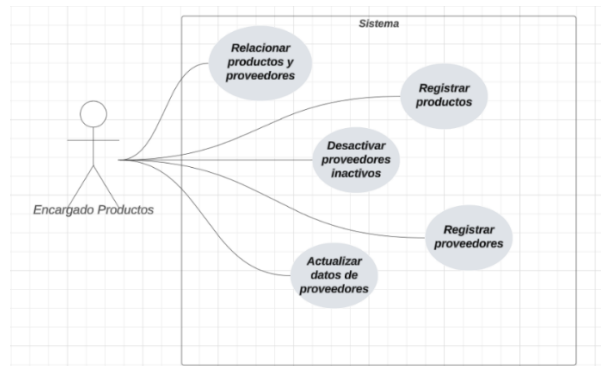 Sistema
Relacionar
productos y
proveedores
Registrar
productos
Desactivar
proveedores
inactivos
Encargado Productos
Registrar
proveedores
Actualizar
datos de
proveedores